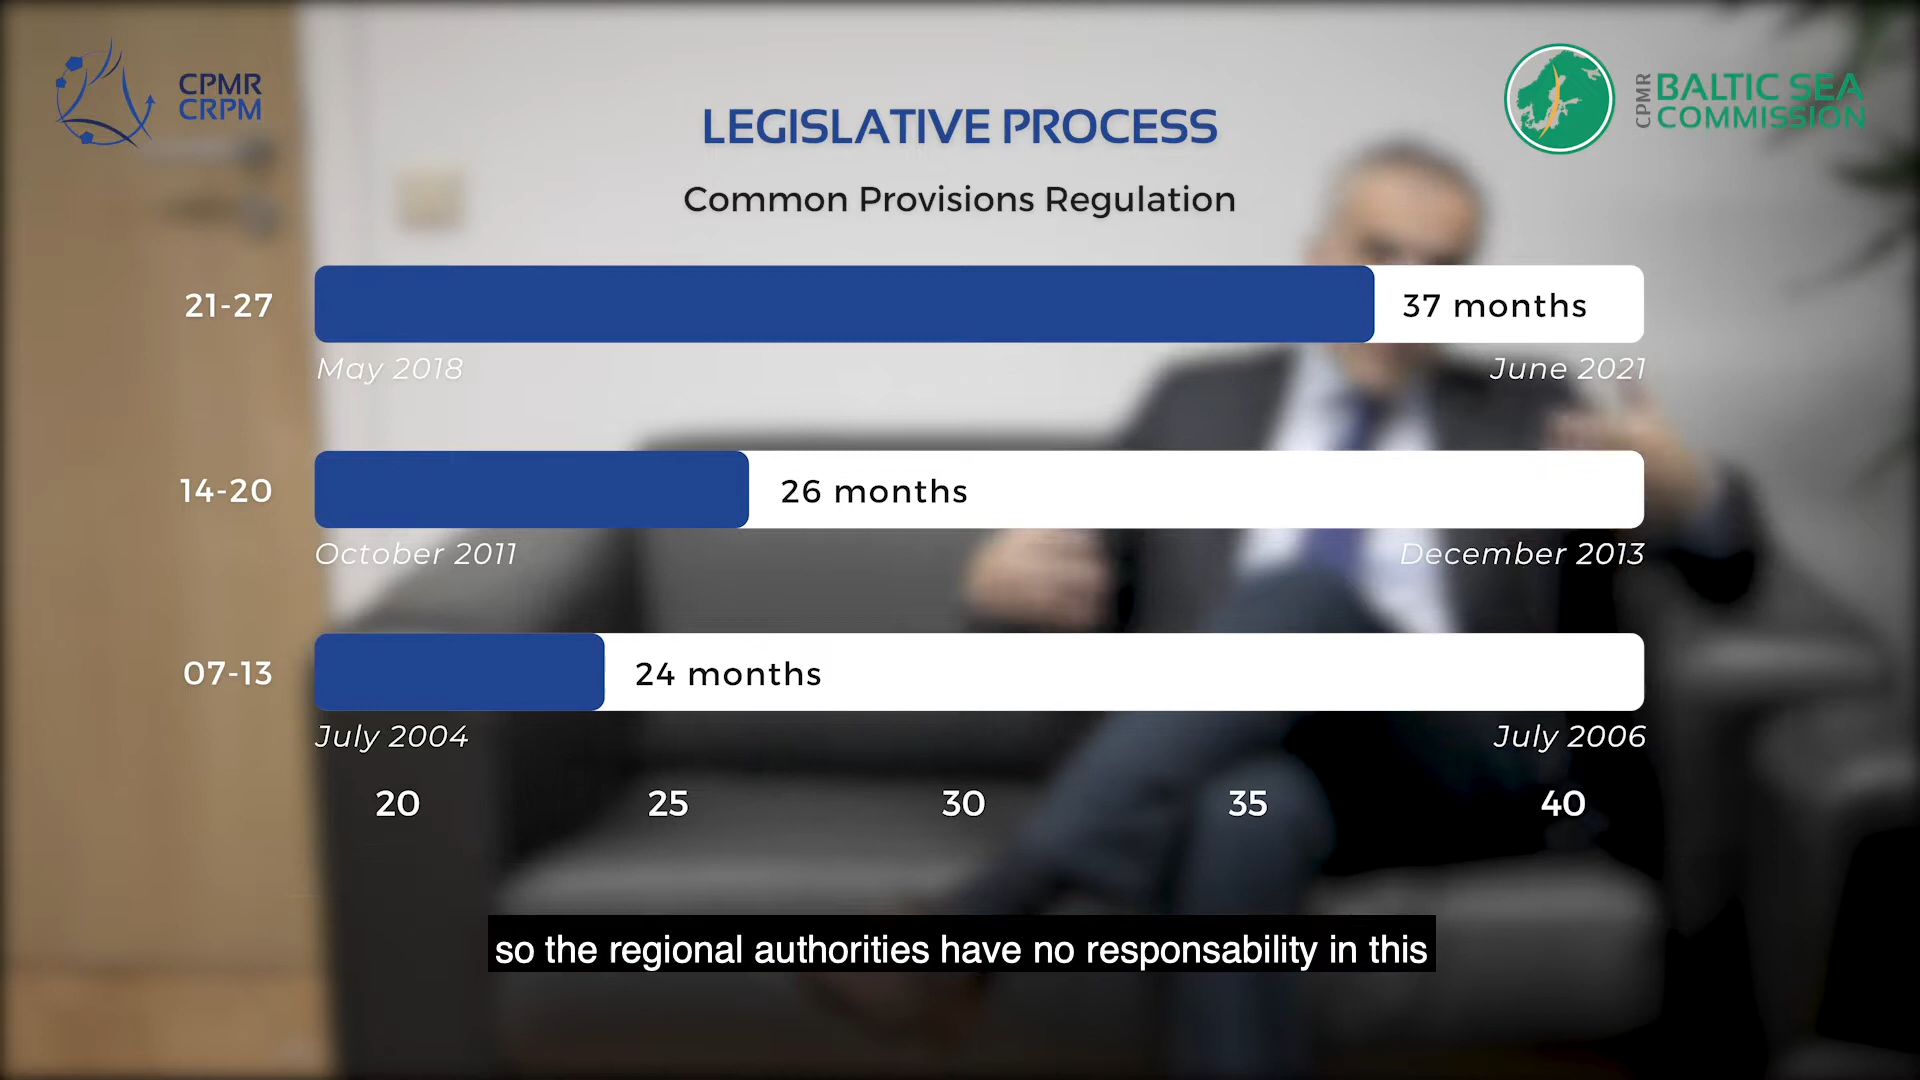 CPMR
CRPM
CPMR
BALTIC SEA
COMMISSION
LEGISLATIVE PROCESS
Common Provisions Regulation
21-27
37 months
May 2018
June 2021
14-20
26 months
October 2011
December 2013
07-13
24 months
July 2004
July 2006
20 25 30 35 40
so the regional authorities have no responsability in this